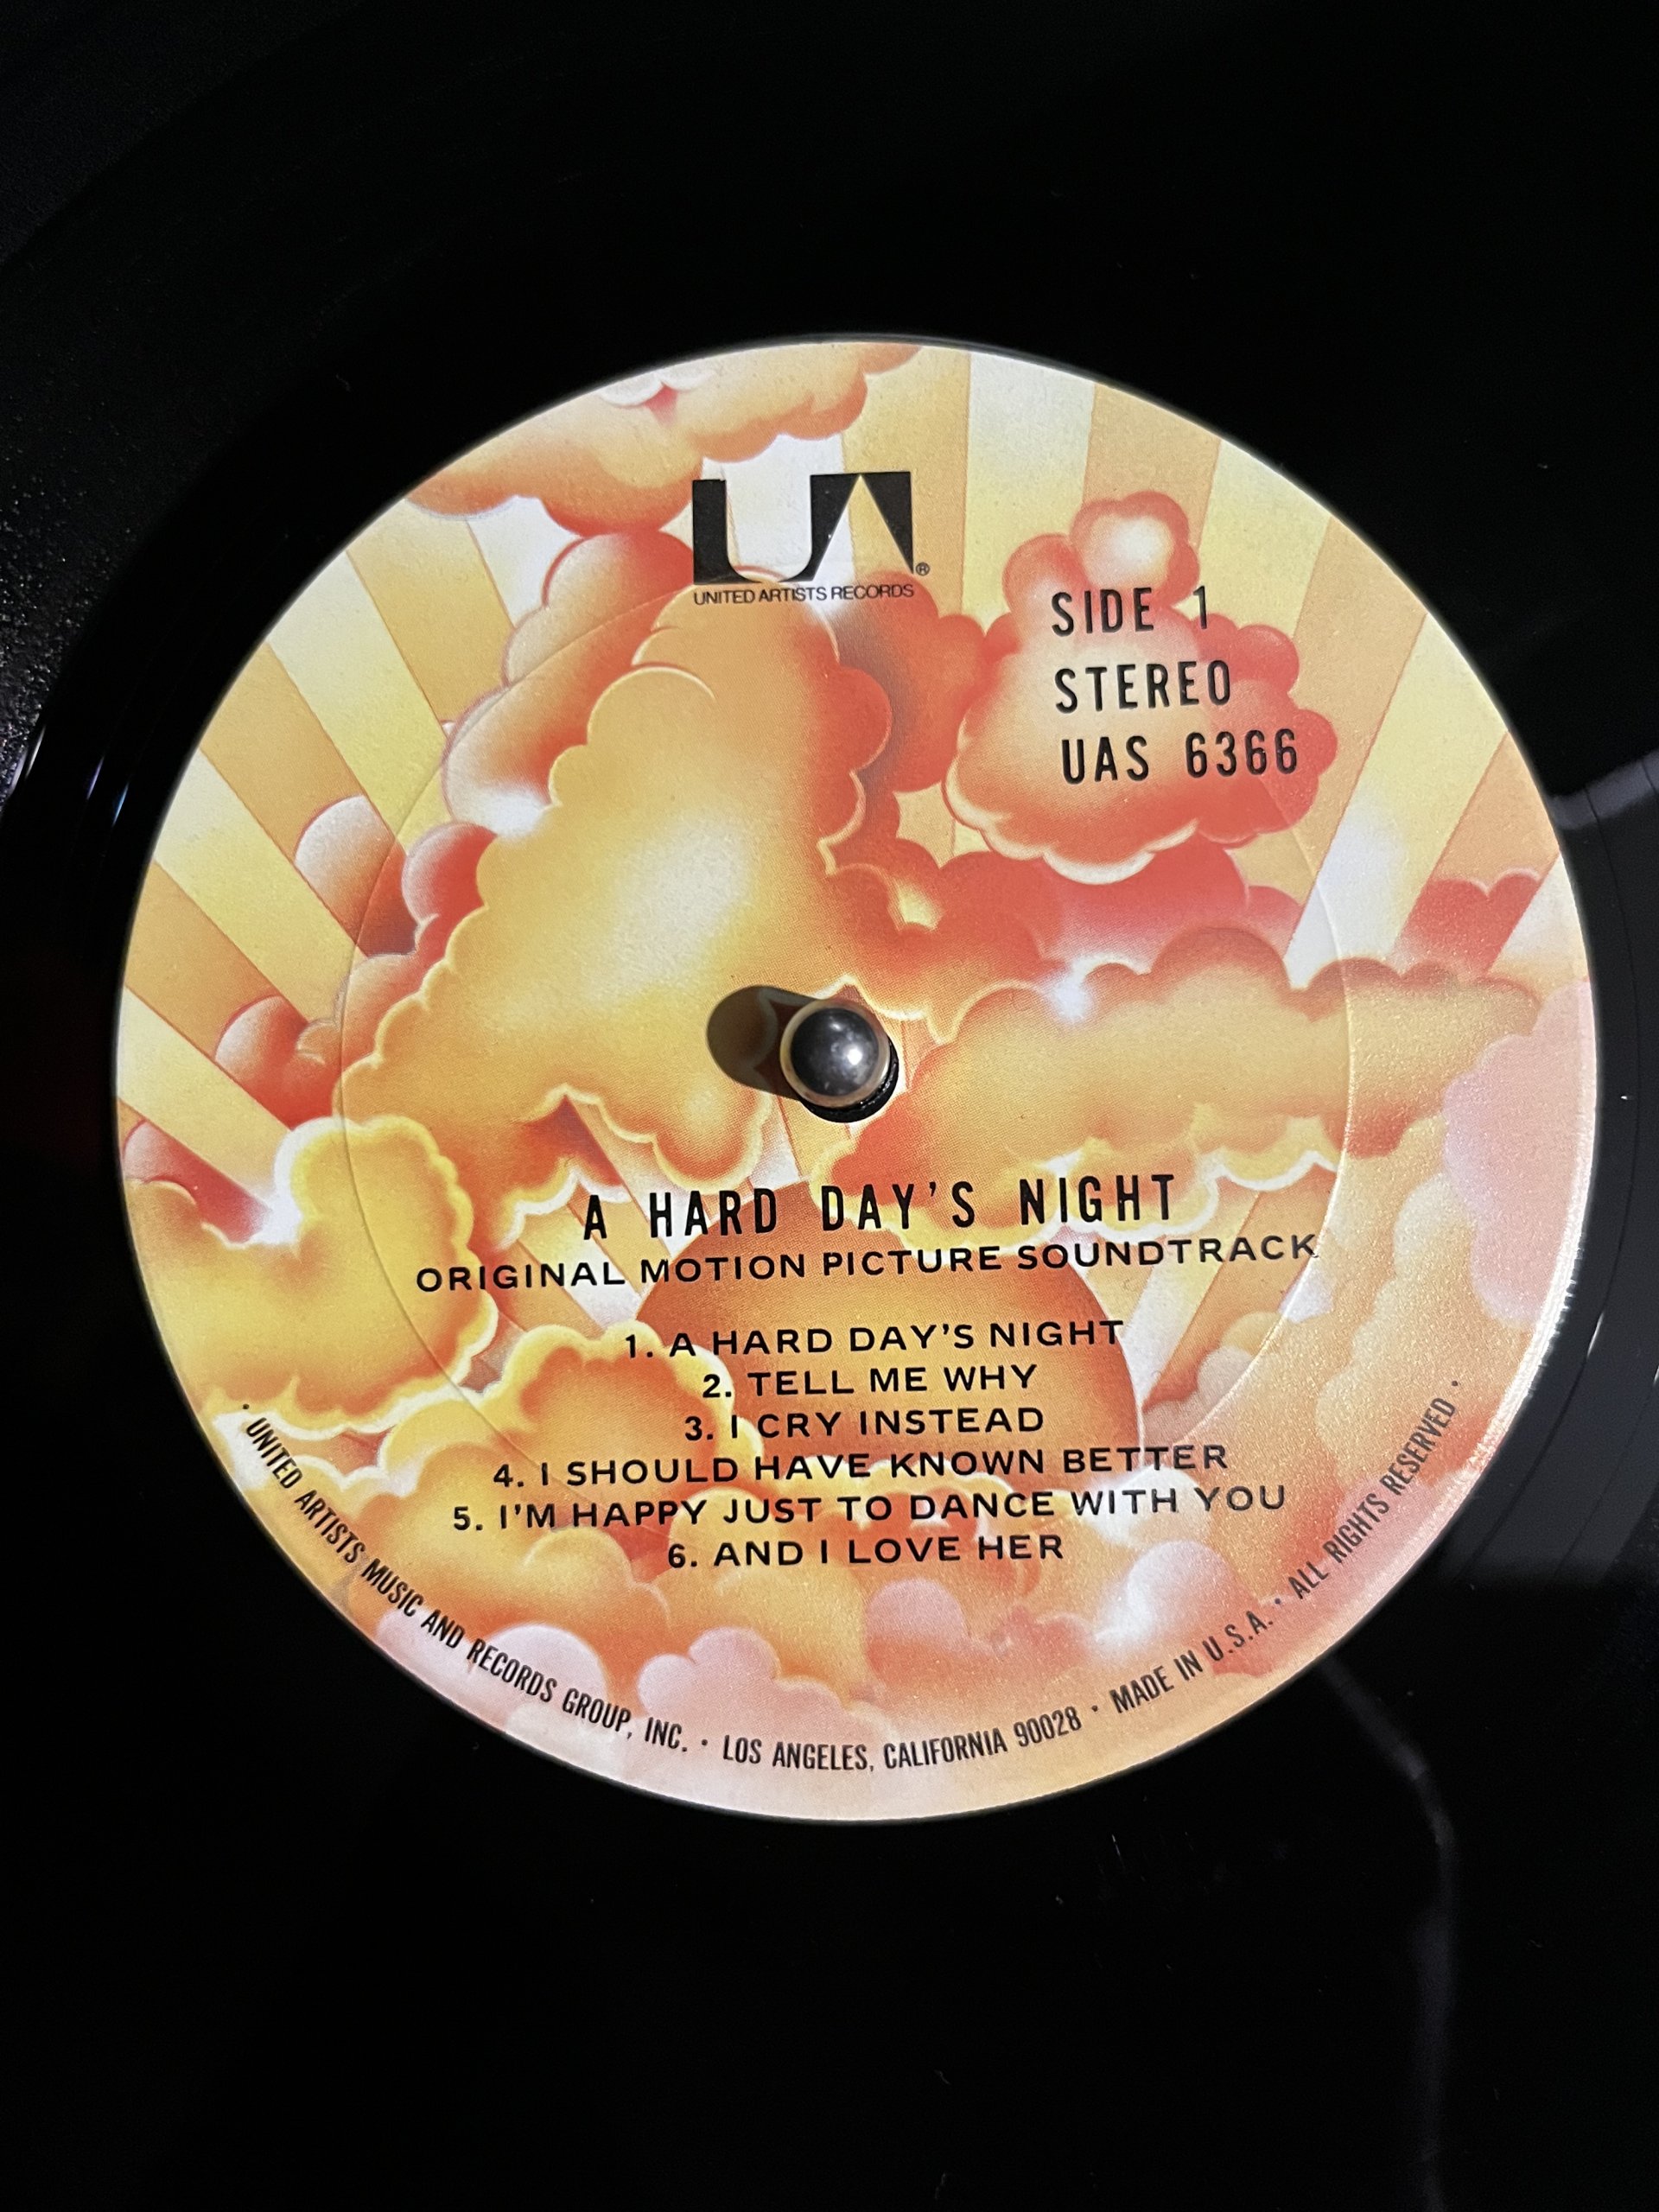 UA®
UNITED ARTISTS RECORDS
SIDE 1
STEREO
UAS 6366
A HARD DAY'S NIGHT
ORIGINAL MOTION PICTURE SOUNDTRACK
1. A HARD DAY'S NIGHT
2. TELL ME WHY
3. I CRY INSTEAD
4. I SHOULD HAVE KNOWN BETTER
5. I'M HAPPY JUST TO DANCE WITH YOU
6. AND I LOVE HER
• UNITED ARTISTS MUSIC AND RECORDS GROUP, INC. • LOS ANGELES, CALIFORNIA 90028 • MADE IN U.S.A. • ALL RIGHTS RESERVED •